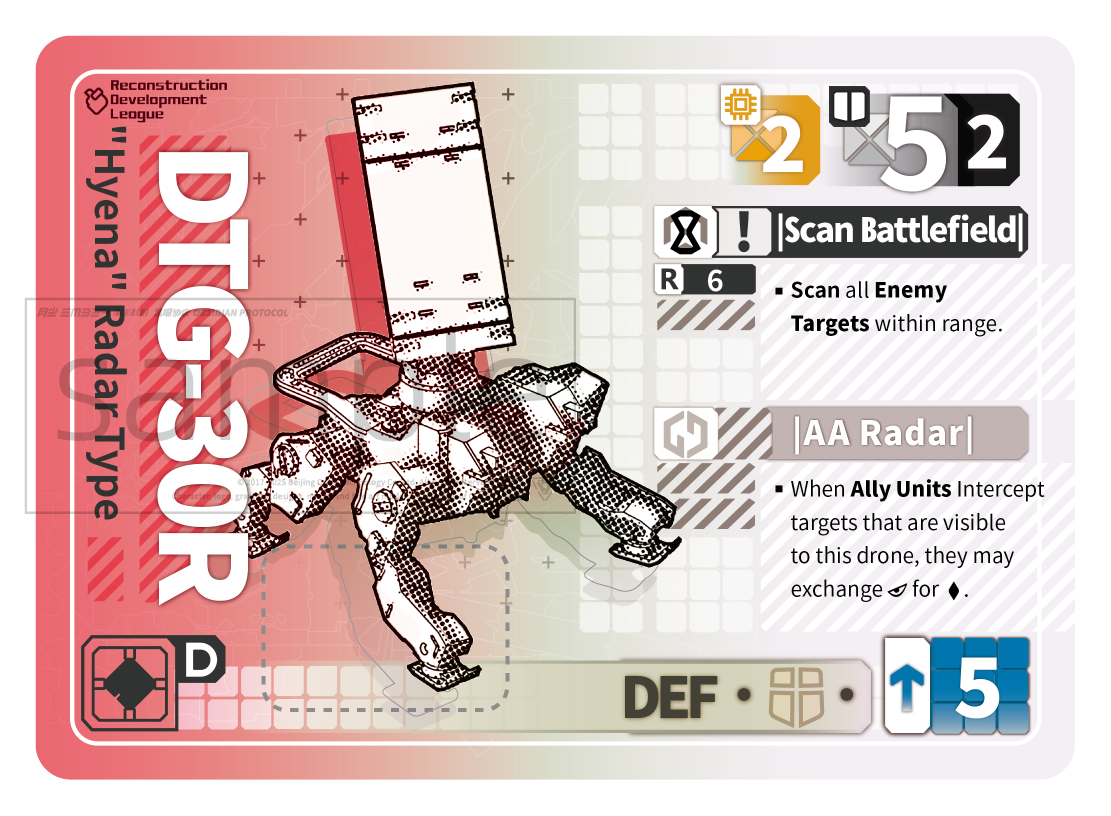 Reconstruction
Development
League
"Hyena" Radar Type
DTG-30R
2
5
2
! |Scan Battlefield|
R 6
▪ Scan all Enemy
Targets within range.
|AA Radar|
▪ When Ally Units Intercept
targets that are visible
to this drone, they may
exchange for ♦.
D
DEF • •
5
sample
OBSIDIAN PROTOCOL